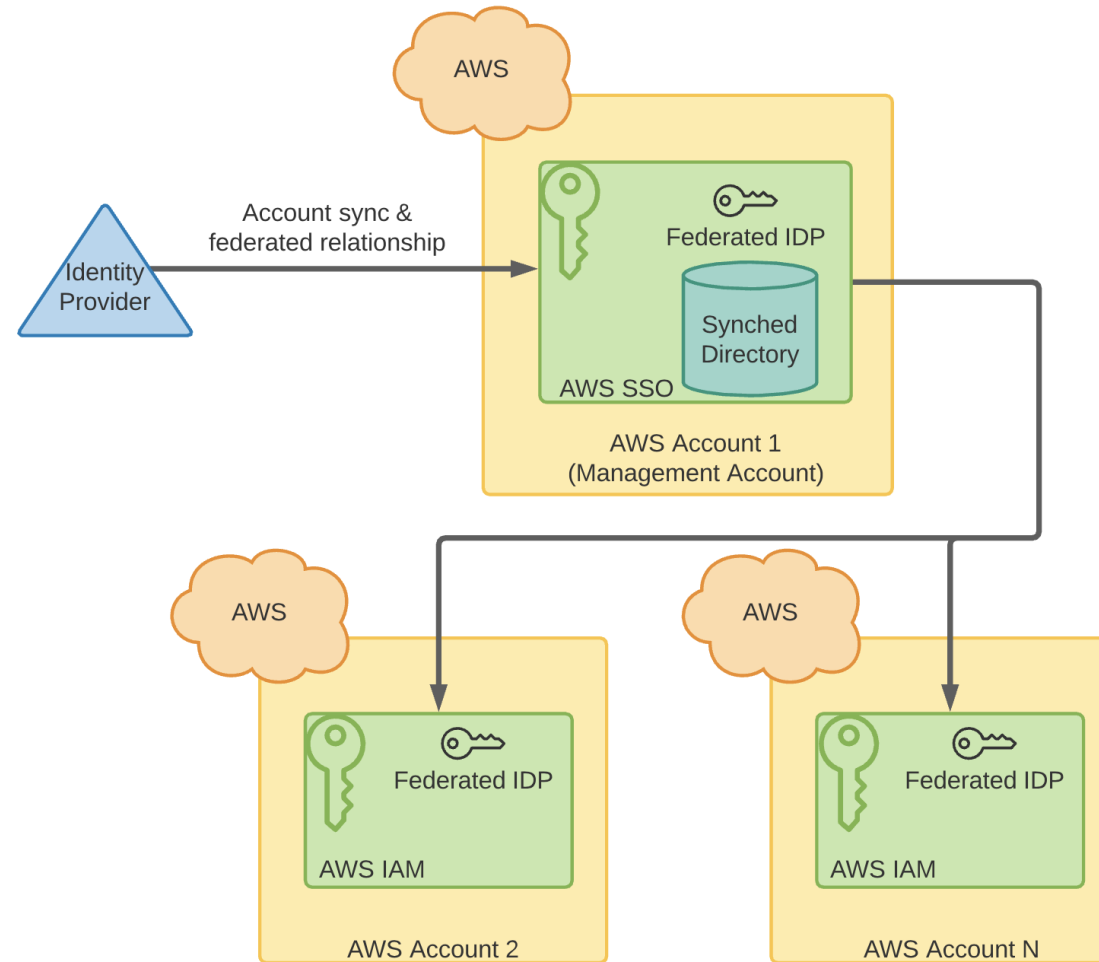 AWS
Account sync &
federated relationship
Identity
Provider
Federated IDP
Synched
Directory
AWS SSO
AWS Account 1
(Management Account)
AWS
AWS
Federated IDP
Federated IDP
AWS IAM
AWS IAM
AWS Account 2
AWS Account N